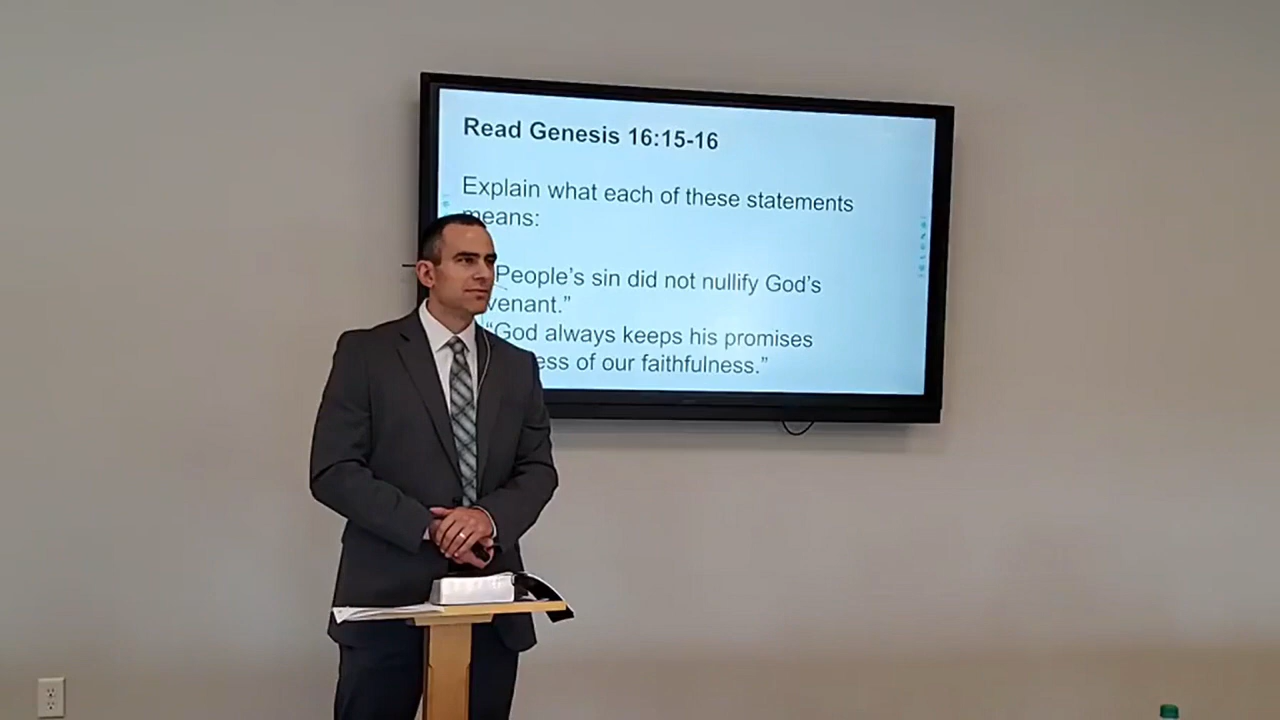 Read Genesis 16:15-16
Explain what each of these statements
means:
"People's sin did not nullify God's
venant."
"God always keeps his promises
ess of our faithfulness."